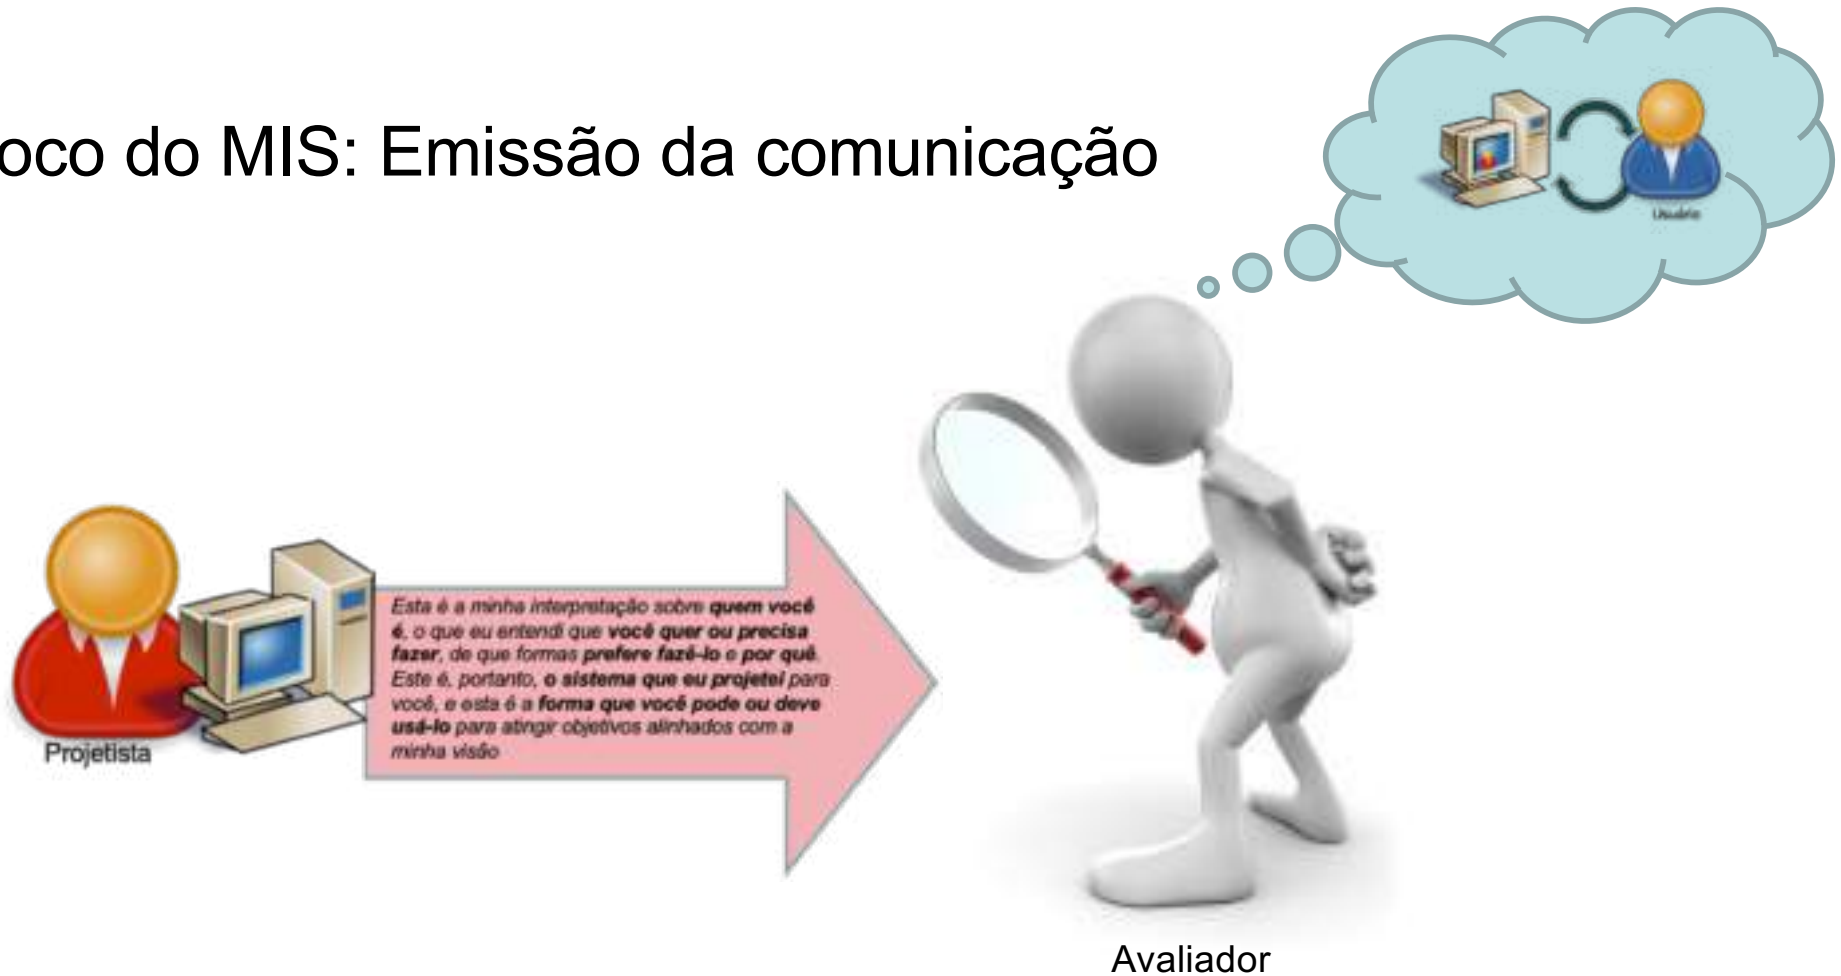 oco do MIS: Emissão da comunicação
Usuário
Esta é a minha interpretação sobre quem você
é, o que eu entendi que você quer ou precisa
fazer, de que formas prefere fazê-lo e por quê.
Este é, portanto, o sistema que eu projetei para
você, e esta é a forma que você pode ou deve
usá-lo para atingir objetivos alinhados com a
minha visão
Projetista
Avaliador